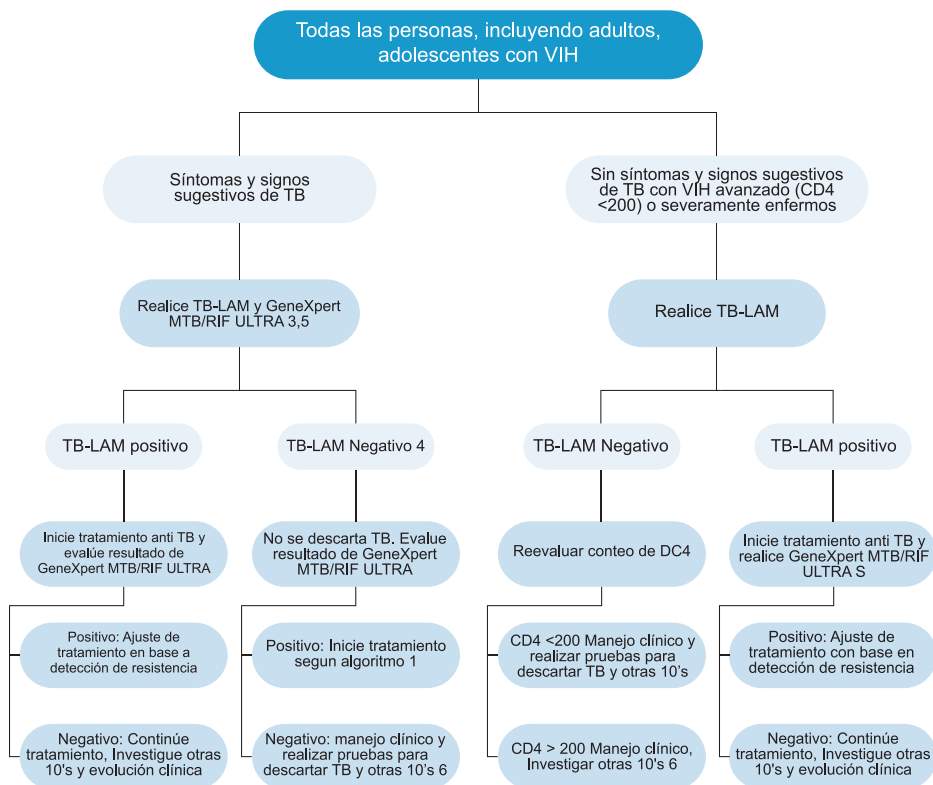 Todas las personas, incluyendo adultos,
adolescentes con VIH
Síntomas y signos
sugestivos de TB
Sin síntomas y signos sugestivos
de TB con VIH avanzado (CD4
<200) o severamente enfermos
Realice TB-LAM y GeneXpert
MTB/RIF ULTRA 3,5
Realice TB-LAM
TB-LAM positivo
TB-LAM Negativo 4
TB-LAM Negativo
TB-LAM positivo
Inicie tratamiento anti TB y
evalúe resultado de
GeneXpert MTB/RIF ULTRA
No se descarta TB. Evalue
resultado de GeneXpert
MTB/RIF ULTRA
Reevaluar conteo de DC4
Inicie tratamiento anti TB y
realice GeneXpert MTB/RIF
ULTRA S
Positivo: Ajuste de
tratamiento en base a
detección de resistencia
Positivo: Inicie tratamiento
segun algoritmo 1
CD4 <200 Manejo clínico y
realizar pruebas para
descartar TB y otras 10's
Positivo: Ajuste de
tratamiento con base en
detección de resistencia
Negativo: Continúe
tratamiento, Investigue otras
10's y evolución clínica
Negativo: manejo clínico y
realizar pruebas para
descartar TB y otras 10's 6
CD4 > 200 Manejo clínico,
Investigar otras 10's 6
Negativo: Continúe
tratamiento, Investigue otras
10's y evolución clínica